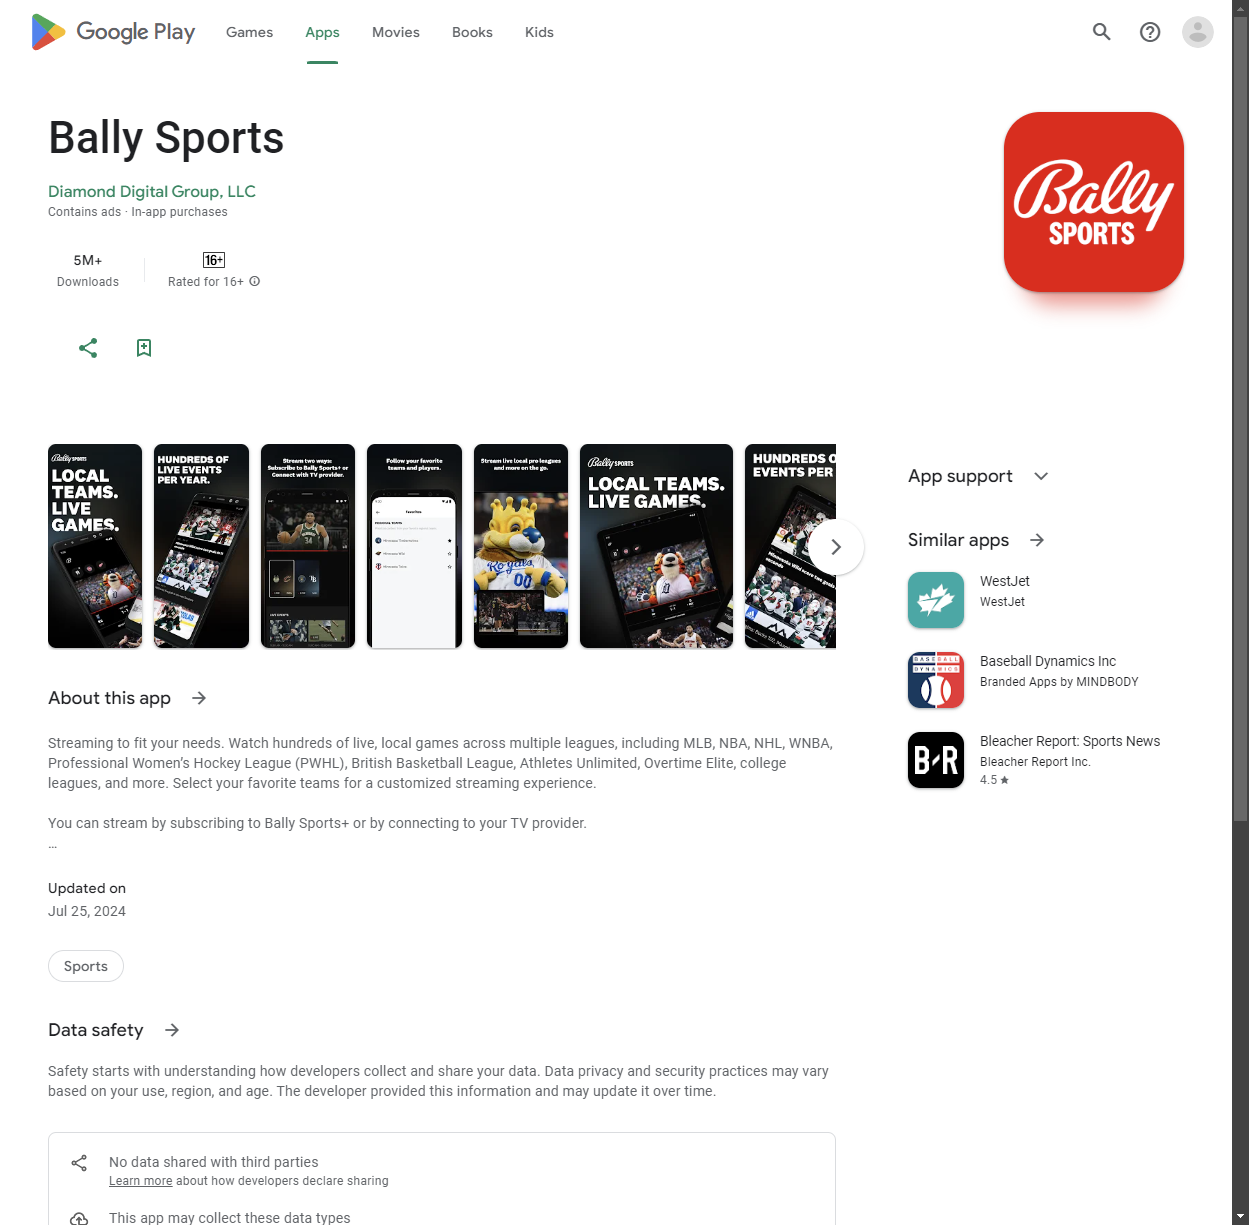 Google Play
Games
Apps
Movies
Books
Kids
Bally Sports
Diamond Digital Group, LLC
Contains ads · In-app purchases
5M+
Downloads
16+
Rated for 16+
Bally
SPORTS
Bally SPORTS
LOCAL
TEAMS.
LIVE
GAMES.
HUNDREDS OF
LIVE EVENTS
PER YEAR.
Stream two ways:
Subscribe to Bally Sports+ or
Connect with TV provider.
Follow your favorite
teams and players.
Favorites
Stream live local pro leagues
and more on the go.
Royals
00
Bally SPORTS
LOCAL TEAMS.
LIVE GAMES.
HUNDREDS O
EVENTS PER
App support
Similar apps
WestJet
WestJet
BASEBALL
DYNAMICS
Baseball Dynamics Inc
Branded Apps by MINDBODY
B/R
Bleacher Report: Sports News
Bleacher Report Inc.
4.5 ★
About this app
Streaming to fit your needs. Watch hundreds of live, local games across multiple leagues, including MLB, NBA, NHL, WNBA,
Professional Women’s Hockey League (PWHL), British Basketball League, Athletes Unlimited, Overtime Elite, college
leagues, and more. Select your favorite teams for a customized streaming experience.
You can stream by subscribing to Bally Sports+ or by connecting to your TV provider.
…
Updated on
Jul 25, 2024
Sports
Data safety
Safety starts with understanding how developers collect and share your data. Data privacy and security practices may vary
based on your use, region, and age. The developer provided this information and may update it over time.
No data shared with third parties
Learn more about how developers declare sharing
This app may collect these data types